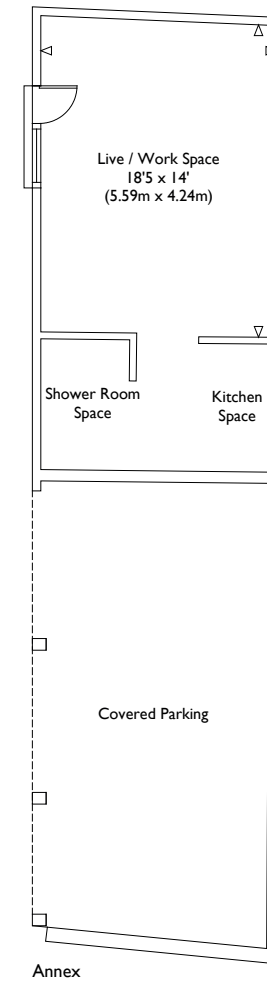 Live / Work Space
18'5 x 14'
(5.59m x 4.24m)
Shower Room
Space
Kitchen
Space
Covered Parking
Annex